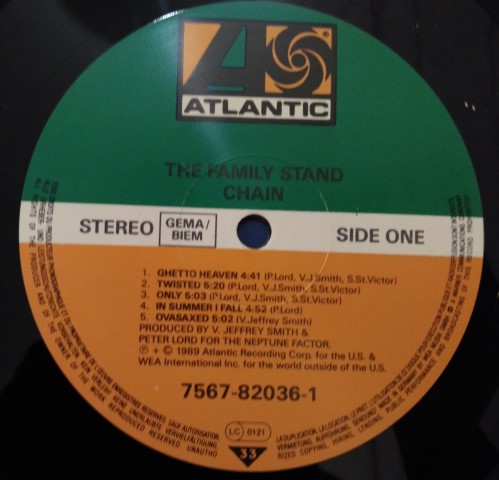 ATLANTIC
THE FAMILY STAND
CHAIN
STEREO
GEMA/
BIEM
SIDE ONE
1. GHETTO HEAVEN 4:41 (P.Lord, V.J.Smith, S.St.Victor)
2. TWISTED 6:20 (P.Lord, V.J.Smith, S.St.Victor)
3. ONLY 5:03 (P.Lord, V.J.Smith, S.St.Victor)
4. IN SUMMER I FALL 4:52 (P.Lord)
5. OVASAXED 5:02 (V.Jeffrey Smith)
PRODUCED BY V. JEFFREY SMITH &
PETER LORD FOR THE NEPTUNE FACTOR.
℗ + © 1989 Atlantic Recording Corp. for the U.S. &
WEA International Inc. for the world outside of the U.S.
7567-82036-1
LC 0121
33